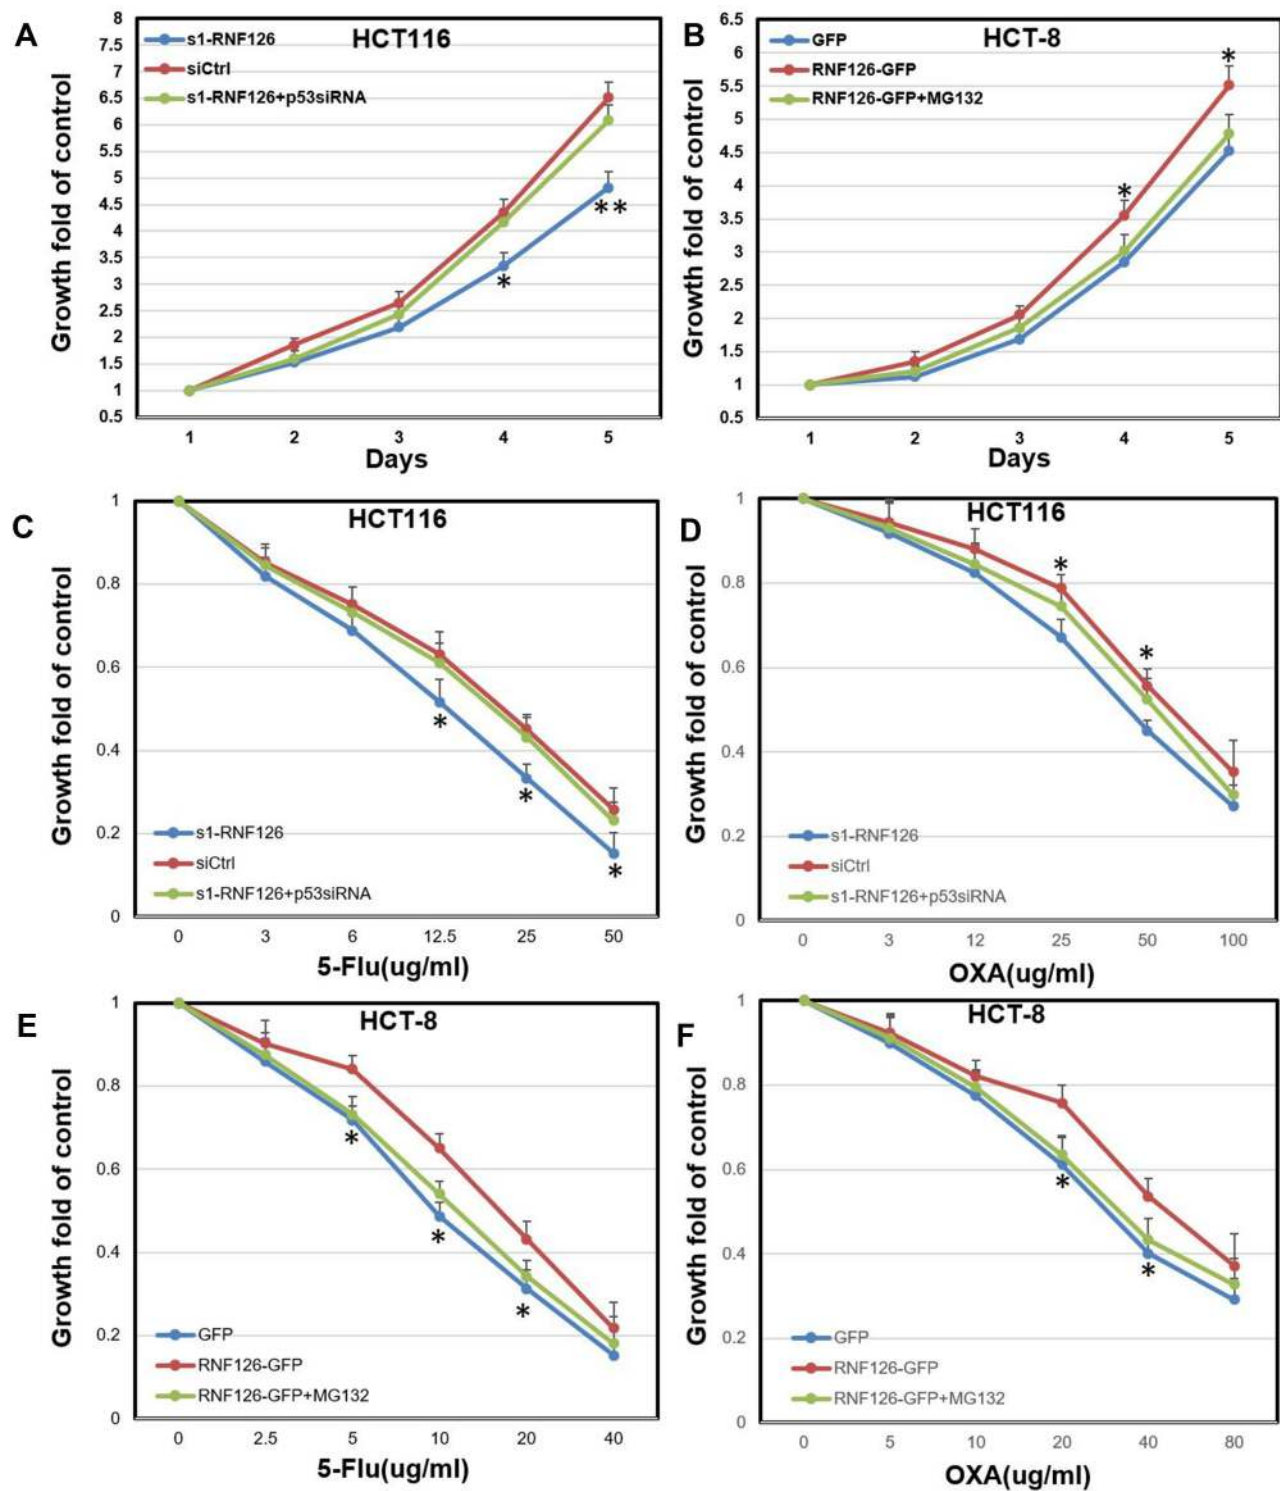 A
HCT116
s1-RNF126
siCtrl
s1-RNF126+p53siRNA
Growth fold of control
8
7.5
7
6.5
6
5.5
5
4.5
4
3.5
3
2.5
2
1.5
1
0.5
*
**
1 2 3 4 5
Days
B
HCT-8
GFP
RNF126-GFP
RNF126-GFP+MG132
Growth fold of control
6.5
6
5.5
5
4.5
4
3.5
3
2.5
2
1.5
1
0.5
*
*
1 2 3 4 5
Days
C
HCT116
Growth fold of control
1
0.8
0.6
0.4
0.2
0
*
*
*
s1-RNF126
siCtrl
s1-RNF126+p53siRNA
0 3 6 12.5 25 50
5-Flu(ug/ml)
D
HCT116
Growth fold of control
1
0.8
0.6
0.4
0.2
0
*
*
s1-RNF126
siCtrl
s1-RNF126+p53siRNA
0 3 12 25 50 100
OXA(ug/ml)
E
HCT-8
Growth fold of control
1
0.8
0.6
0.4
0.2
0
*
*
*
GFP
RNF126-GFP
RNF126-GFP+MG132
0 2.5 5 10 20 40
5-Flu(ug/ml)
F
HCT-8
Growth fold of control
1
0.8
0.6
0.4
0.2
0
*
*
GFP
RNF126-GFP
RNF126-GFP+MG132
0 5 10 20 40 80
OXA(ug/ml)